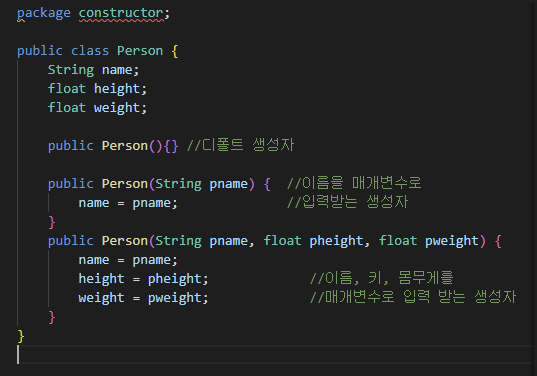 package constructor;
public class Person {
String name;
float height;
float weight;
public Person(){} //디폴트 생성자
public Person(String pname) { //이름을 매개변수로
name = pname; //입력받는 생성자
}
public Person(String pname, float pheight, float pweight) {
name = pname;
height = pheight; //이름, 키, 몸무게를
weight = pweight; //매개변수로 입력 받는 생성자
}
}